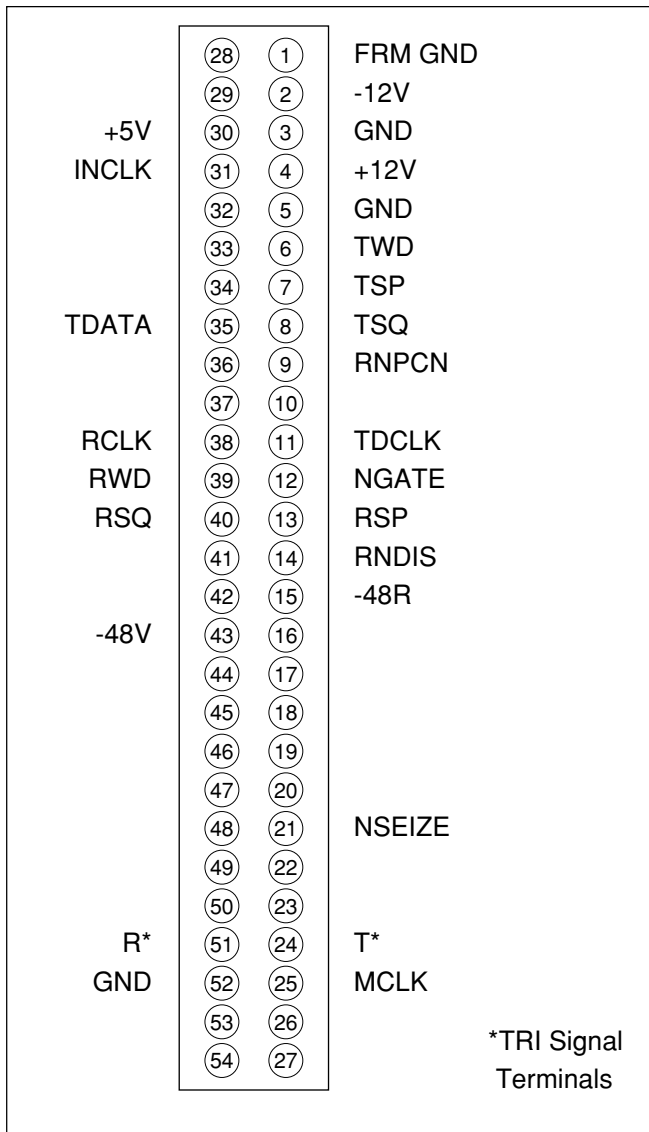 28 1 FRM GND
29 2 -12V
+5V 30 3 GND
INCLK 31 4 +12V
32 5 GND
33 6 TWD
34 7 TSP
TDATA 35 8 TSQ
36 9 RNPCN
37 10
RCLK 38 11 TDCLK
RWD 39 12 NGATE
RSQ 40 13 RSP
41 14 RNDIS
42 15 -48R
-48V 43 16
44 17
45 18
46 19
47 20
48 21 NSEIZE
49 22
50 23
R* 51 24 T*
GND 52 25 MCLK
53 26
54 27
*TRI Signal
Terminals